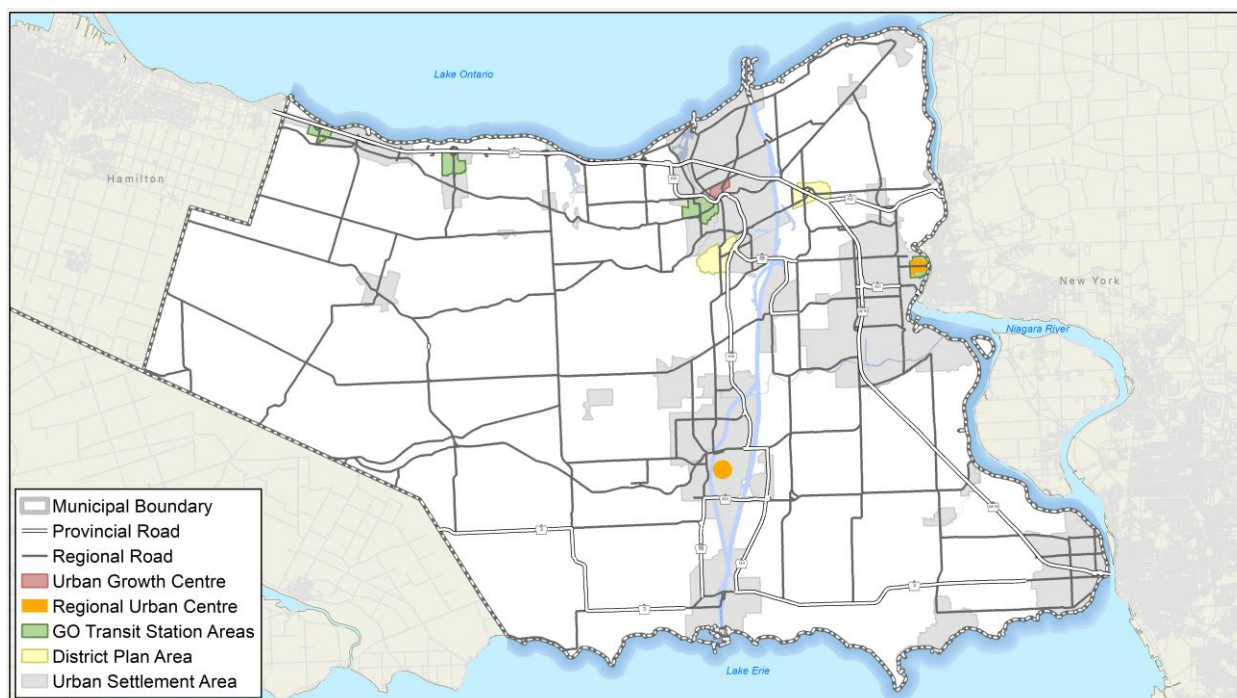 Lake Ontario
Hamilton
New York
Niagara River
Lake Erie
Municipal Boundary
Provincial Road
Regional Road
Urban Growth Centre
Regional Urban Centre
GO Transit Station Areas
District Plan Area
Urban Settlement Area